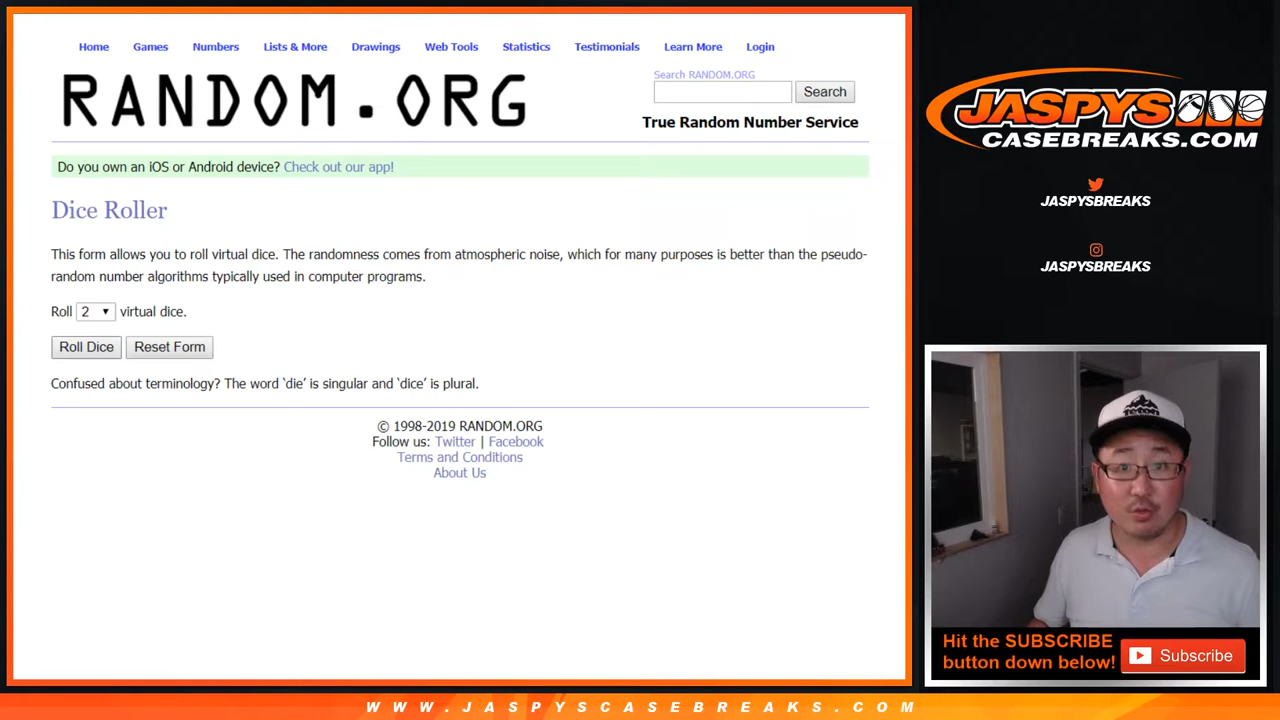 Home Games Numbers Lists & More Drawings Web Tools Statistics Testimonials Learn More Login
RANDOM.ORG
Search RANDOM.ORG
Search
True Random Number Service
Do you own an iOS or Android device? Check out our app!
Dice Roller
This form allows you to roll virtual dice. The randomness comes from atmospheric noise, which for many purposes is better than the pseudo-
random number algorithms typically used in computer programs.
Roll 2 virtual dice.
Roll Dice Reset Form
Confused about terminology? The word ‘die’ is singular and ‘dice’ is plural.
© 1998-2019 RANDOM.ORG
Follow us: Twitter | Facebook
Terms and Conditions
About Us
JASPYS
CASEBREAKS.COM
JASPYSBREAKS
JASPYSBREAKS
Hit the SUBSCRIBE
button down below!
Subscribe
WWW.JASPYSCASEBREAKS.COM